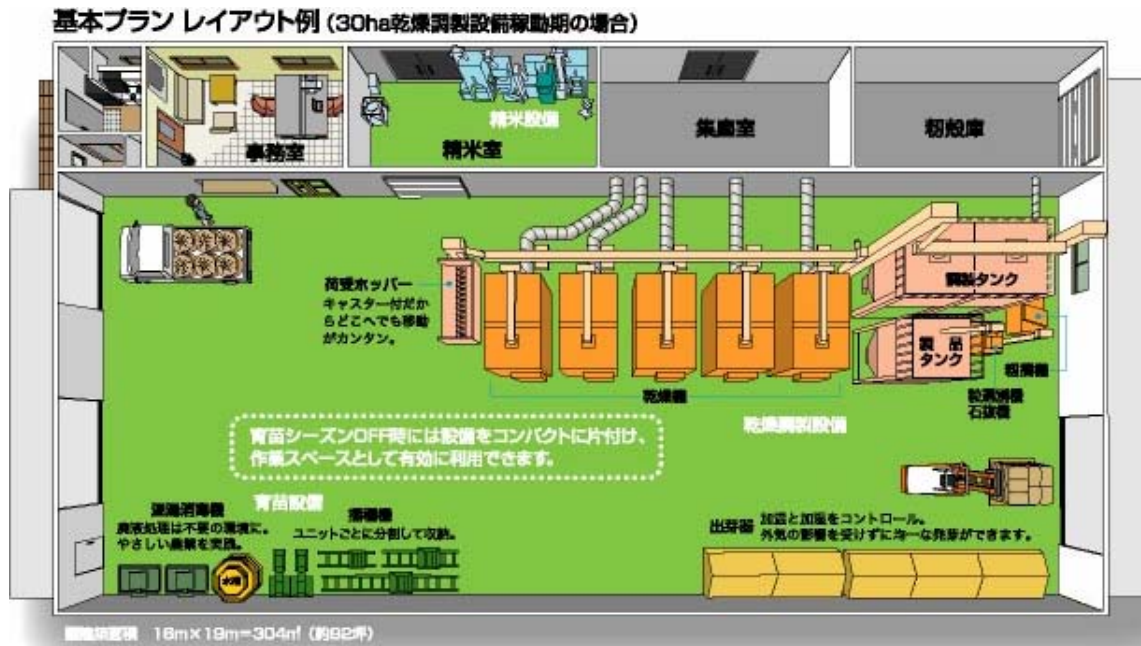 基本プラン レイアウト例 (30ha乾燥調製設備稼動期の場合)
事務室
精米室
精米設備
集塵室
籾殻庫
荷受ホッパー
キャスター付だか
らどこへでも移動
がカンタン。
調製タンク
製品
タンク
籾摺機
粒選別機
石抜機
乾燥機
乾燥調製設備
育苗シーズンOFF時には設備をコンパクトに片付け、
作業スペースとして有効に利用できます。
育苗設備
温湯消毒機
廃液処理は不要の環境に。
やさしい農業を実践。
水槽
播種機
ユニットごとに分割して収納。
出芽器
加温と加湿をコントロール。
外気の影響を受けずに均一な発芽ができます。
16m×19m=304㎡ (約92坪)